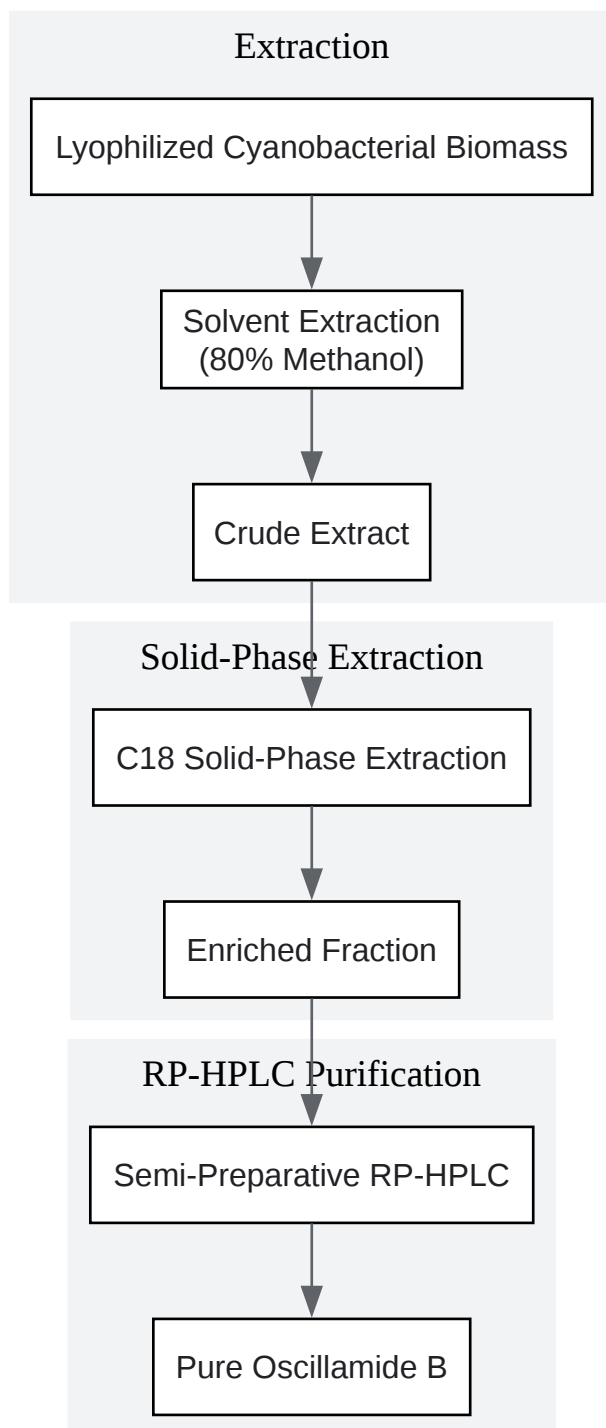 Extraction
Lyophilized Cyanobacterial Biomass
Solvent Extraction
(80% Methanol)
Crude Extract
Solid-Phase Extraction
C18 Solid-Phase Extraction
Enriched Fraction
RP-HPLC Purification
Semi-Preparative RP-HPLC
Pure Oscillamide B